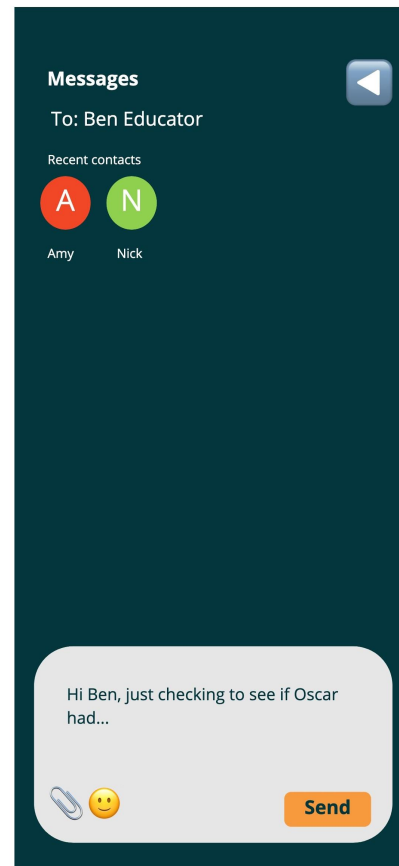 Messages
To: Ben Educator
Recent contacts
A N
Amy Nick
Hi Ben, just checking to see if Oscar
had...
Send